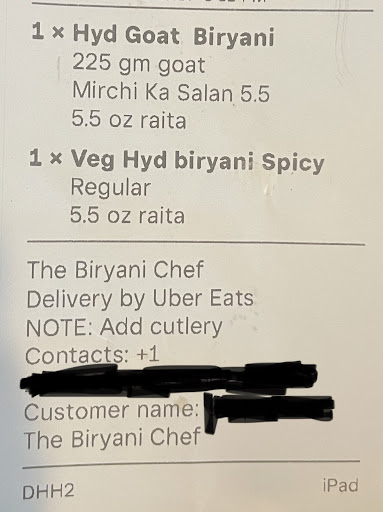 1 × Hyd Goat Biryani
225 gm goat
Mirchi Ka Salan 5.5
5.5 oz raita
1 × Veg Hyd biryani Spicy
Regular
5.5 oz raita
The Biryani Chef
Delivery by Uber Eats
NOTE: Add cutlery
Contacts: +1
Customer name:
The Biryani Chef
DHH2 iPad